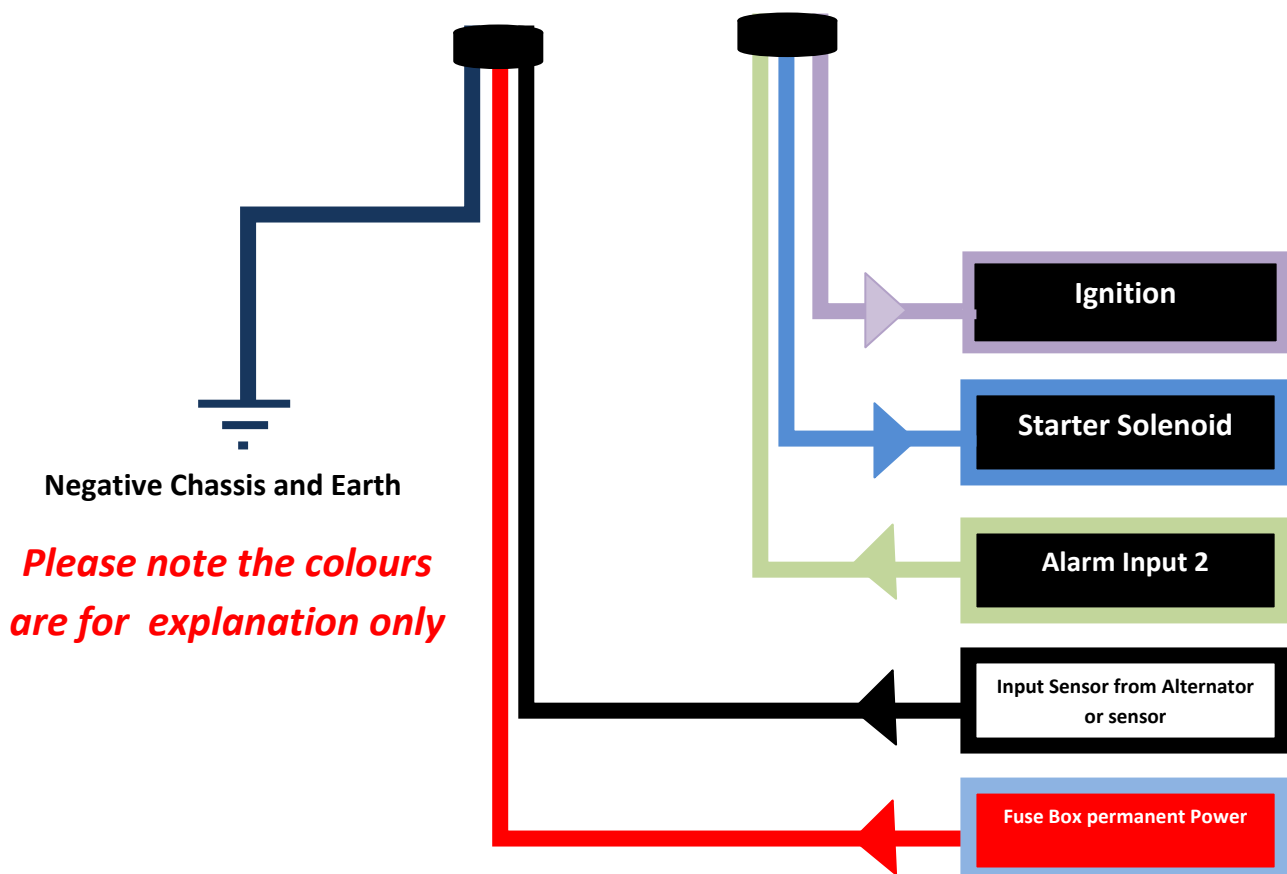 Ignition
Starter Solenoid
Negative Chassis and Earth
Please note the colours
are for explanation only
Alarm Input 2
Input Sensor from Alternator
or sensor
Fuse Box permanent Power